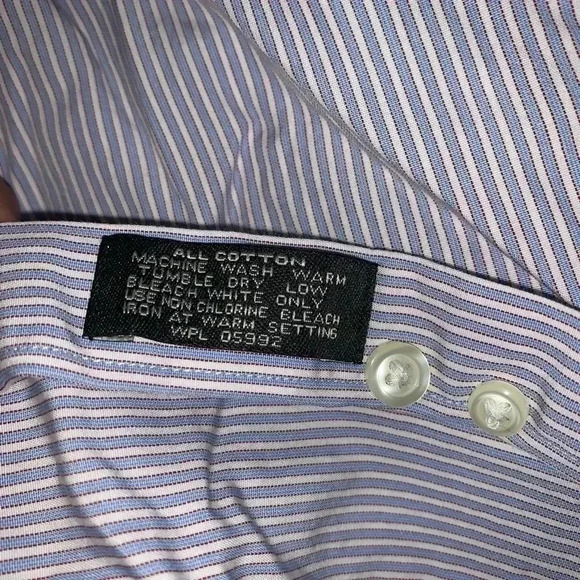 ALL COTTON
MACHINE WASH WARM
TUMBLE DRY LOW
BLEACH WHITE ONLY
USE NON CHLORINE BLEACH
IRON AT WARM SETTING
WPL 05992